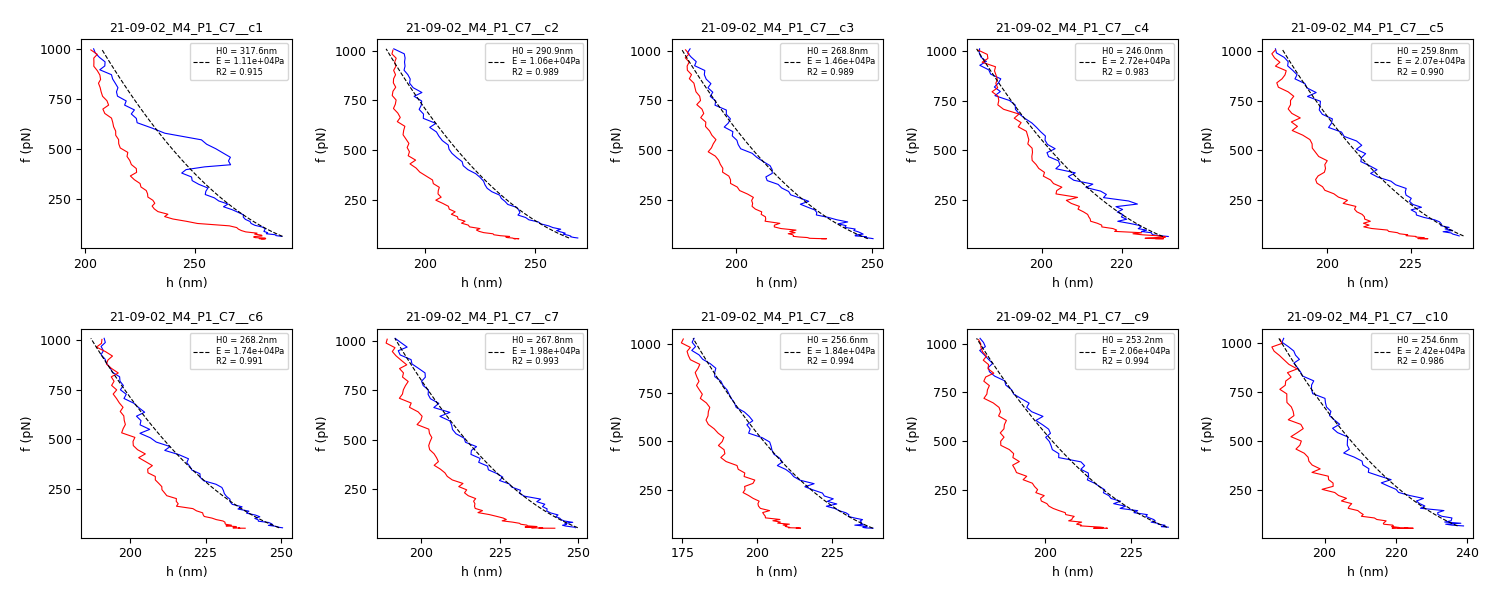 21-09-02_M4_P1_C7__c1
H0 = 317.6nm
E = 1.11e+04Pa
R2 = 0.915
1000
750
500
250
f (pN)
200
250
h (nm)
21-09-02_M4_P1_C7__c2
H0 = 290.9nm
E = 1.06e+04Pa
R2 = 0.989
1000
750
500
250
f (pN)
200
250
h (nm)
21-09-02_M4_P1_C7__c3
H0 = 268.8nm
E = 1.46e+04Pa
R2 = 0.989
1000
750
500
250
f (pN)
200
250
h (nm)
21-09-02_M4_P1_C7__c4
H0 = 246.0nm
E = 2.72e+04Pa
R2 = 0.983
1000
750
500
250
f (pN)
200
220
h (nm)
21-09-02_M4_P1_C7__c5
H0 = 259.8nm
E = 2.07e+04Pa
R2 = 0.990
1000
750
500
250
f (pN)
200
225
h (nm)
21-09-02_M4_P1_C7__c6
H0 = 268.2nm
E = 1.74e+04Pa
R2 = 0.991
1000
750
500
250
f (pN)
200
225
250
h (nm)
21-09-02_M4_P1_C7__c7
H0 = 267.8nm
E = 1.98e+04Pa
R2 = 0.993
1000
750
500
250
f (pN)
200
225
250
h (nm)
21-09-02_M4_P1_C7__c8
H0 = 256.6nm
E = 1.84e+04Pa
R2 = 0.994
1000
750
500
250
f (pN)
175
200
225
h (nm)
21-09-02_M4_P1_C7__c9
H0 = 253.2nm
E = 2.06e+04Pa
R2 = 0.994
1000
750
500
250
f (pN)
200
225
h (nm)
21-09-02_M4_P1_C7__c10
H0 = 254.6nm
E = 2.42e+04Pa
R2 = 0.986
1000
750
500
250
f (pN)
200
220
240
h (nm)